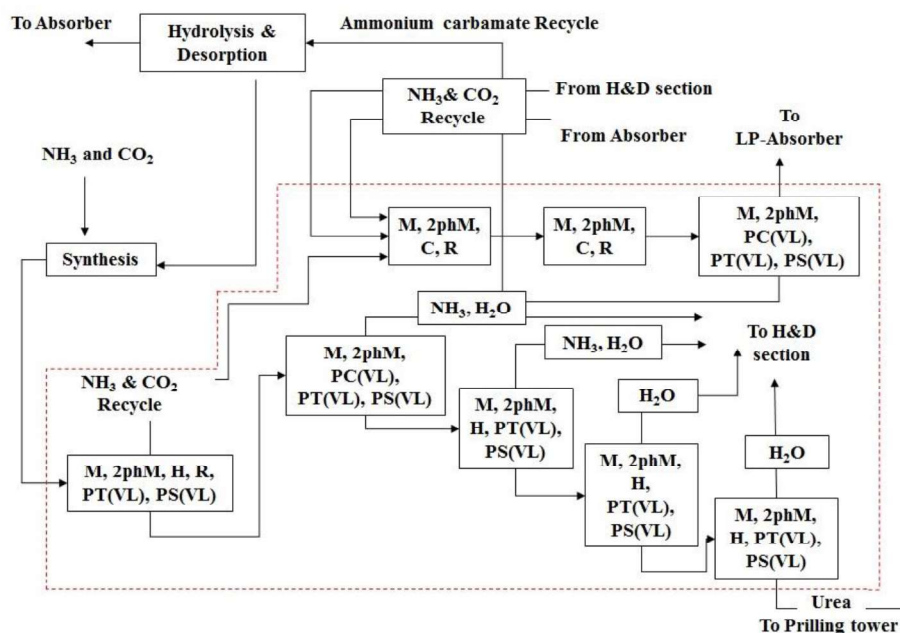 To Absorber
Hydrolysis &
Desorption
Ammonium carbamate Recycle
NH₃& CO₂
Recycle
From H&D section
From Absorber
To
LP-Absorber
NH₃ and CO₂
Synthesis
M, 2phM,
C, R
M, 2phM,
C, R
M, 2phM,
PC(VL),
PT(VL), PS(VL)
NH₃, H₂O
To H&D
section
NH₃, H₂O
M, 2phM,
PC(VL),
PT(VL), PS(VL)
NH₃ & CO₂
Recycle
H₂O
M, 2phM,
H, PT(VL),
PS(VL)
H₂O
M, 2phM, H, R,
PT(VL), PS(VL)
M, 2phM,
H,
PT(VL),
PS(VL)
M, 2phM,
H, PT(VL),
PS(VL)
Urea
To Prilling tower